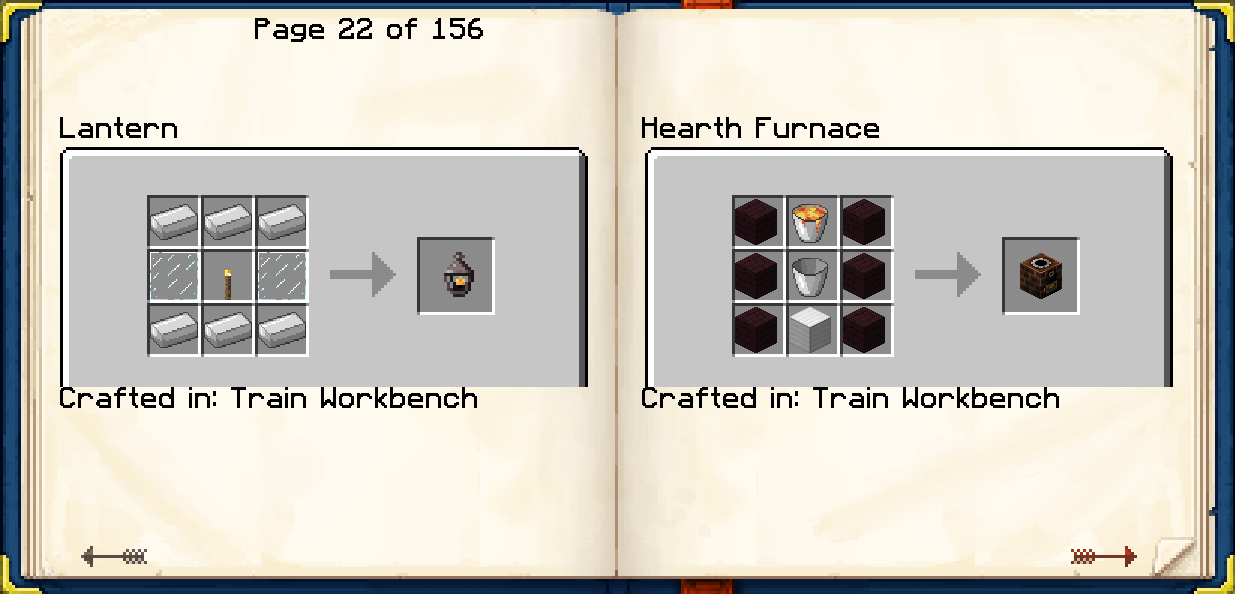 Page 22 of 156
Lantern
Crafted in: Train Workbench
Hearth Furnace
Crafted in: Train Workbench